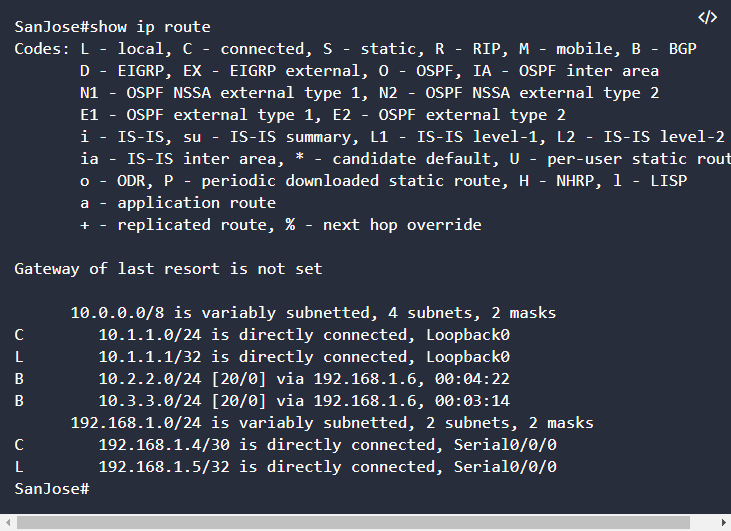 SanJose#show ip route
Codes: L - local, C - connected, S - static, R - RIP, M - mobile, B - BGP
       D - EIGRP, EX - EIGRP external, O - OSPF, IA - OSPF inter area
       N1 - OSPF NSSA external type 1, N2 - OSPF NSSA external type 2
       E1 - OSPF external type 1, E2 - OSPF external type 2
       i - IS-IS, su - IS-IS summary, L1 - IS-IS level-1, L2 - IS-IS level-2
       ia - IS-IS inter area, * - candidate default, U - per-user static rout
       o - ODR, P - periodic downloaded static route, H - NHRP, l - LISP
       a - application route
       + - replicated route, % - next hop override

Gateway of last resort is not set

      10.0.0.0/8 is variably subnetted, 4 subnets, 2 masks
C        10.1.1.0/24 is directly connected, Loopback0
L        10.1.1.1/32 is directly connected, Loopback0
B        10.2.2.0/24 [20/0] via 192.168.1.6, 00:04:22
B        10.3.3.0/24 [20/0] via 192.168.1.6, 00:03:14
      192.168.1.0/24 is variably subnetted, 2 subnets, 2 masks
C        192.168.1.4/30 is directly connected, Serial0/0/0
L        192.168.1.5/32 is directly connected, Serial0/0/0
SanJose#